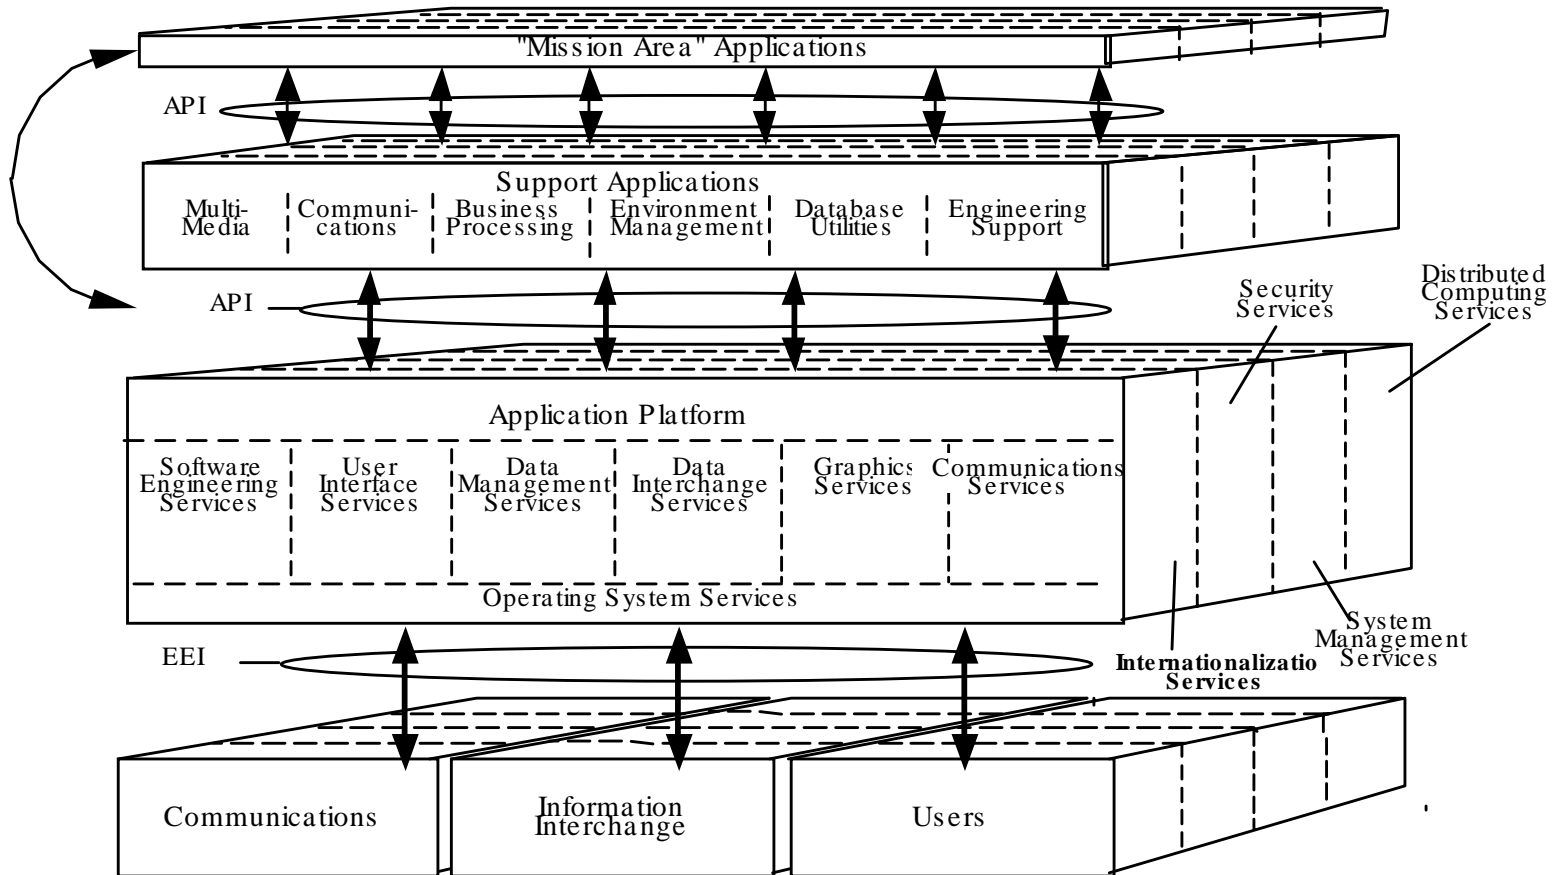 "Mission Area" Applications
API
Support Applications
Multi-
Media
Communi-
cations
Business
Processing
Environment
Management
Database
Utilities
Engineering
Support
API
Security
Services
Distributed
Computing
Services
Application Platform
Software
Engineering
Services
User
Interface
Services
Data
Management
Services
Data
Interchange
Services
Graphics
Services
Communications
Services
Operating System Services
System
Management
Services
Internationalizatio
Services
EEI
Communications
Information
Interchange
Users